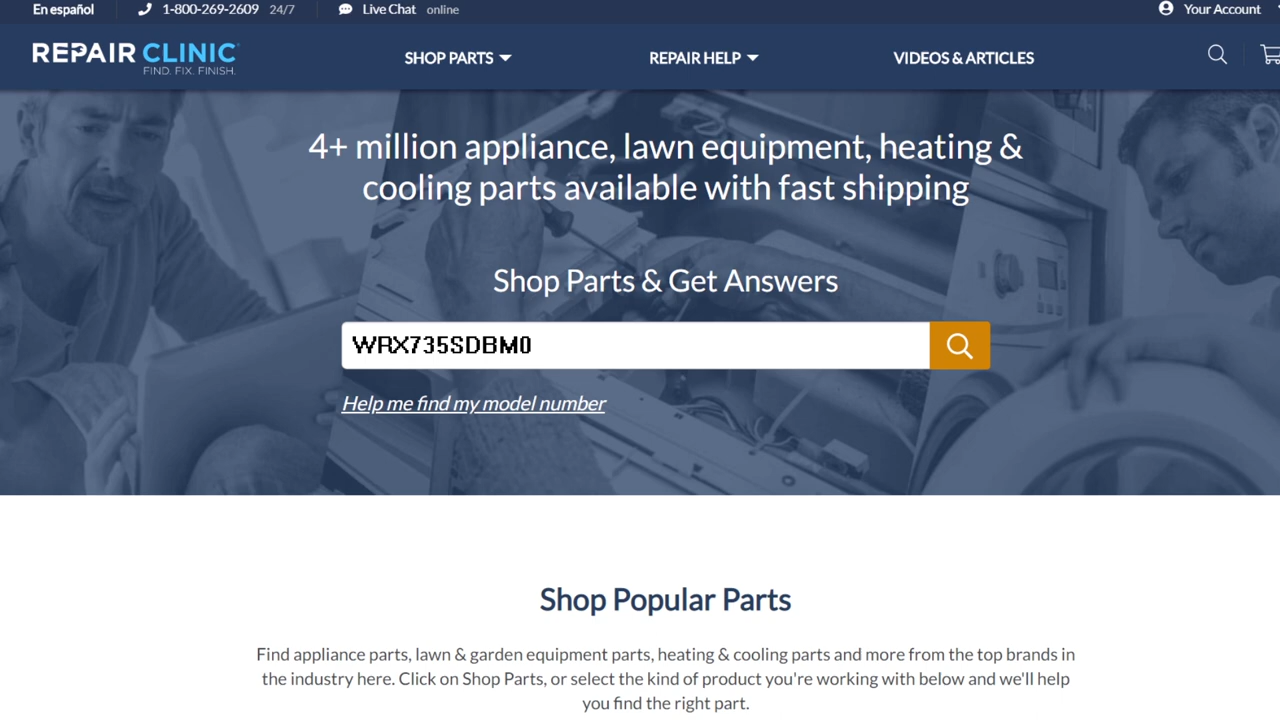 En español 1-800-269-2609 24/7 Live Chat online Your Account
REPAIR CLINIC
FIND. FIX. FINISH.
SHOP PARTS REPAIR HELP VIDEOS & ARTICLES
4+ million appliance, lawn equipment, heating &
cooling parts available with fast shipping
Shop Parts & Get Answers
WRX735SDBM0
Help me find my model number
Shop Popular Parts
Find appliance parts, lawn & garden equipment parts, heating & cooling parts and more from the top brands in
the industry here. Click on Shop Parts, or select the kind of product you're working with below and we'll help
you find the right part.